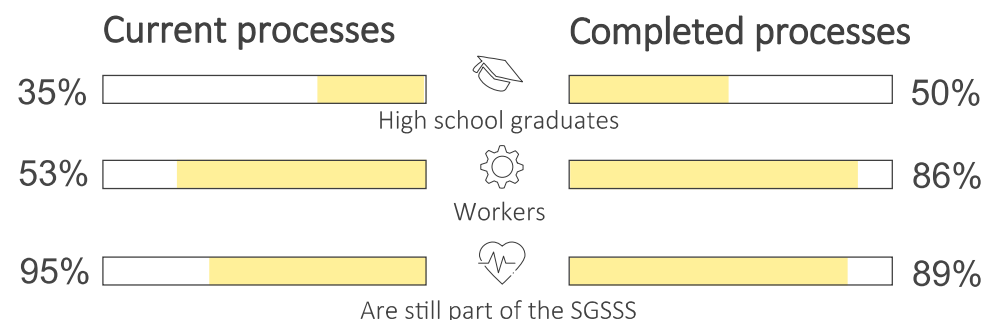 Current processes
Completed processes
35%
50%
High school graduates
53%
86%
Workers
95%
89%
Are still part of the SGSSS